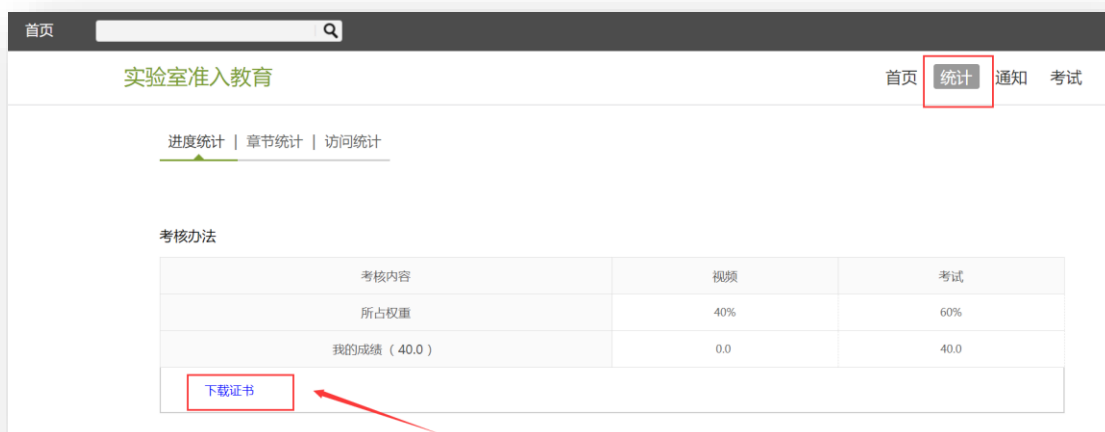 首页
实验室准入教育 首页 统计 通知 考试
进度统计 | 章节统计 | 访问统计
考核办法
考核内容 视频 考试
所占权重 40% 60%
我的成绩 ( 40.0 ) 0.0 40.0
下载证书